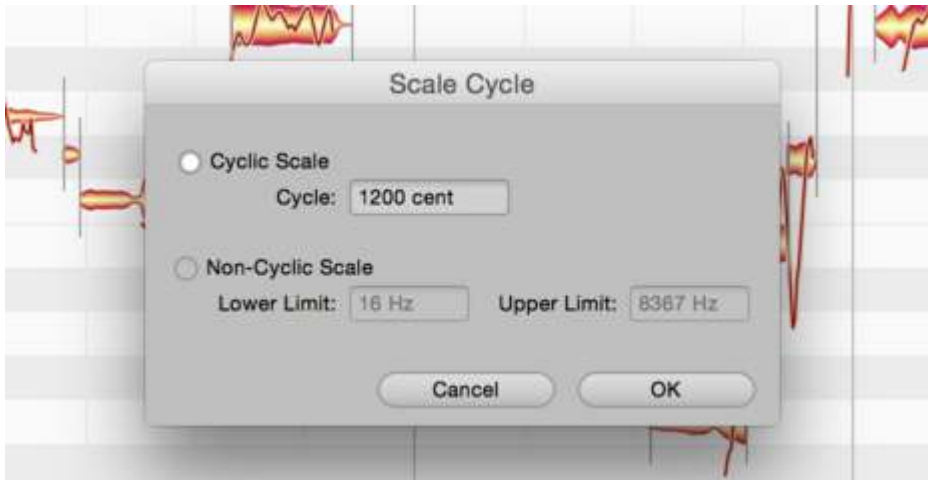 Scale Cycle
Cyclic Scale
Cycle: 1200 cent
Non-Cyclic Scale
Lower Limit: 16 Hz Upper Limit: 8367 Hz
Cancel OK